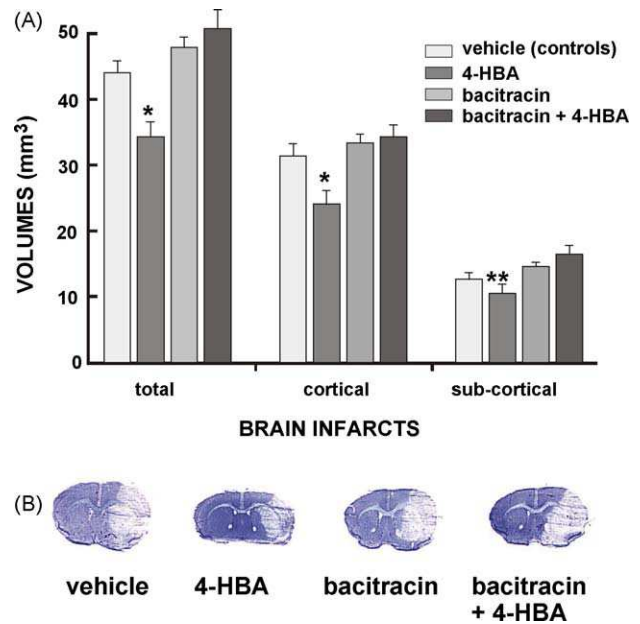 (A)
50
40
30
20
10
0
VOLUMES (mm³)
vehicle (controls)
4-HBA
bacitracin
bacitracin + 4-HBA
*
*
**
total cortical sub-cortical
BRAIN INFARCTS
(B)
vehicle 4-HBA bacitracin bacitracin
+ 4-HBA